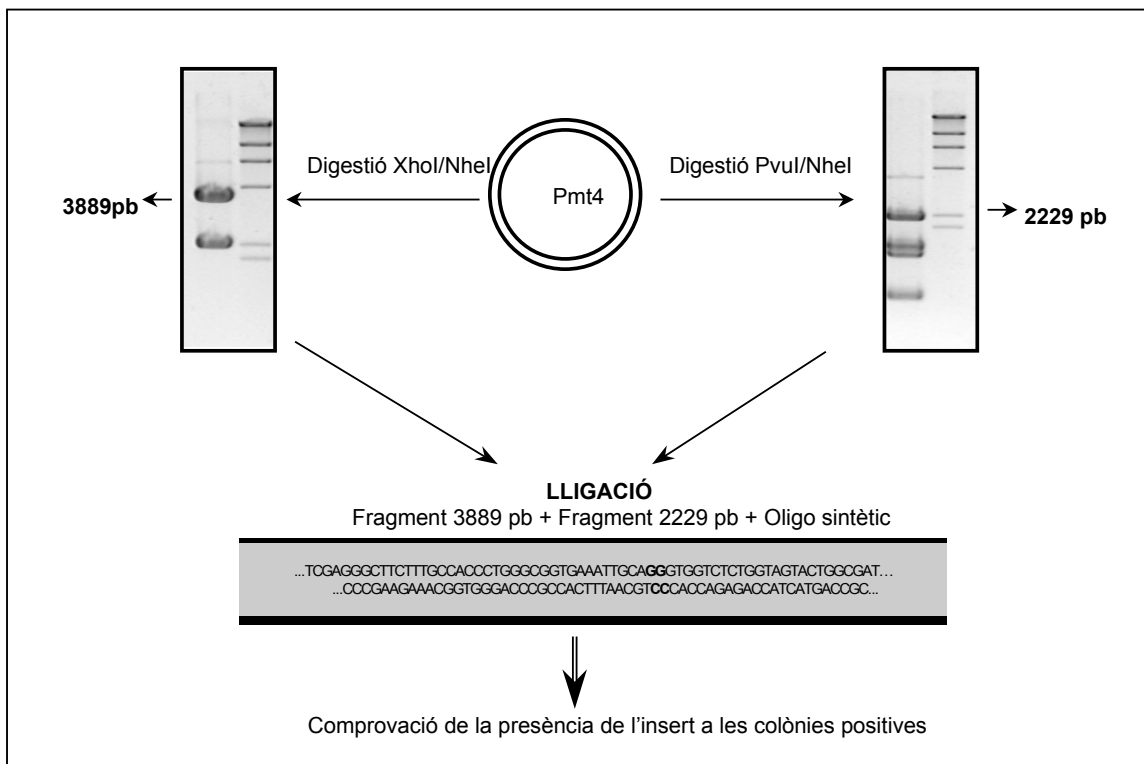 Digestió XhoI/NheI
Digestió PvuI/NheI
Pmt4
3889pb
2229 pb
LLIGACIÓ
Fragment 3889 pb + Fragment 2229 pb + Oligo sintètic
...TCGAGGGCTTCTTTGCCACCCTGGGCGGTGAAATTGCAGGGTGGTCTCTGGTAGTACTGGCGAT...
...CCCGAAGAAACGGTGGGACCCGCCACTTTAACGTCCCACCAGAGACCATCATGACCGC...
Comprovació de la presència de l’insert a les colònies positives